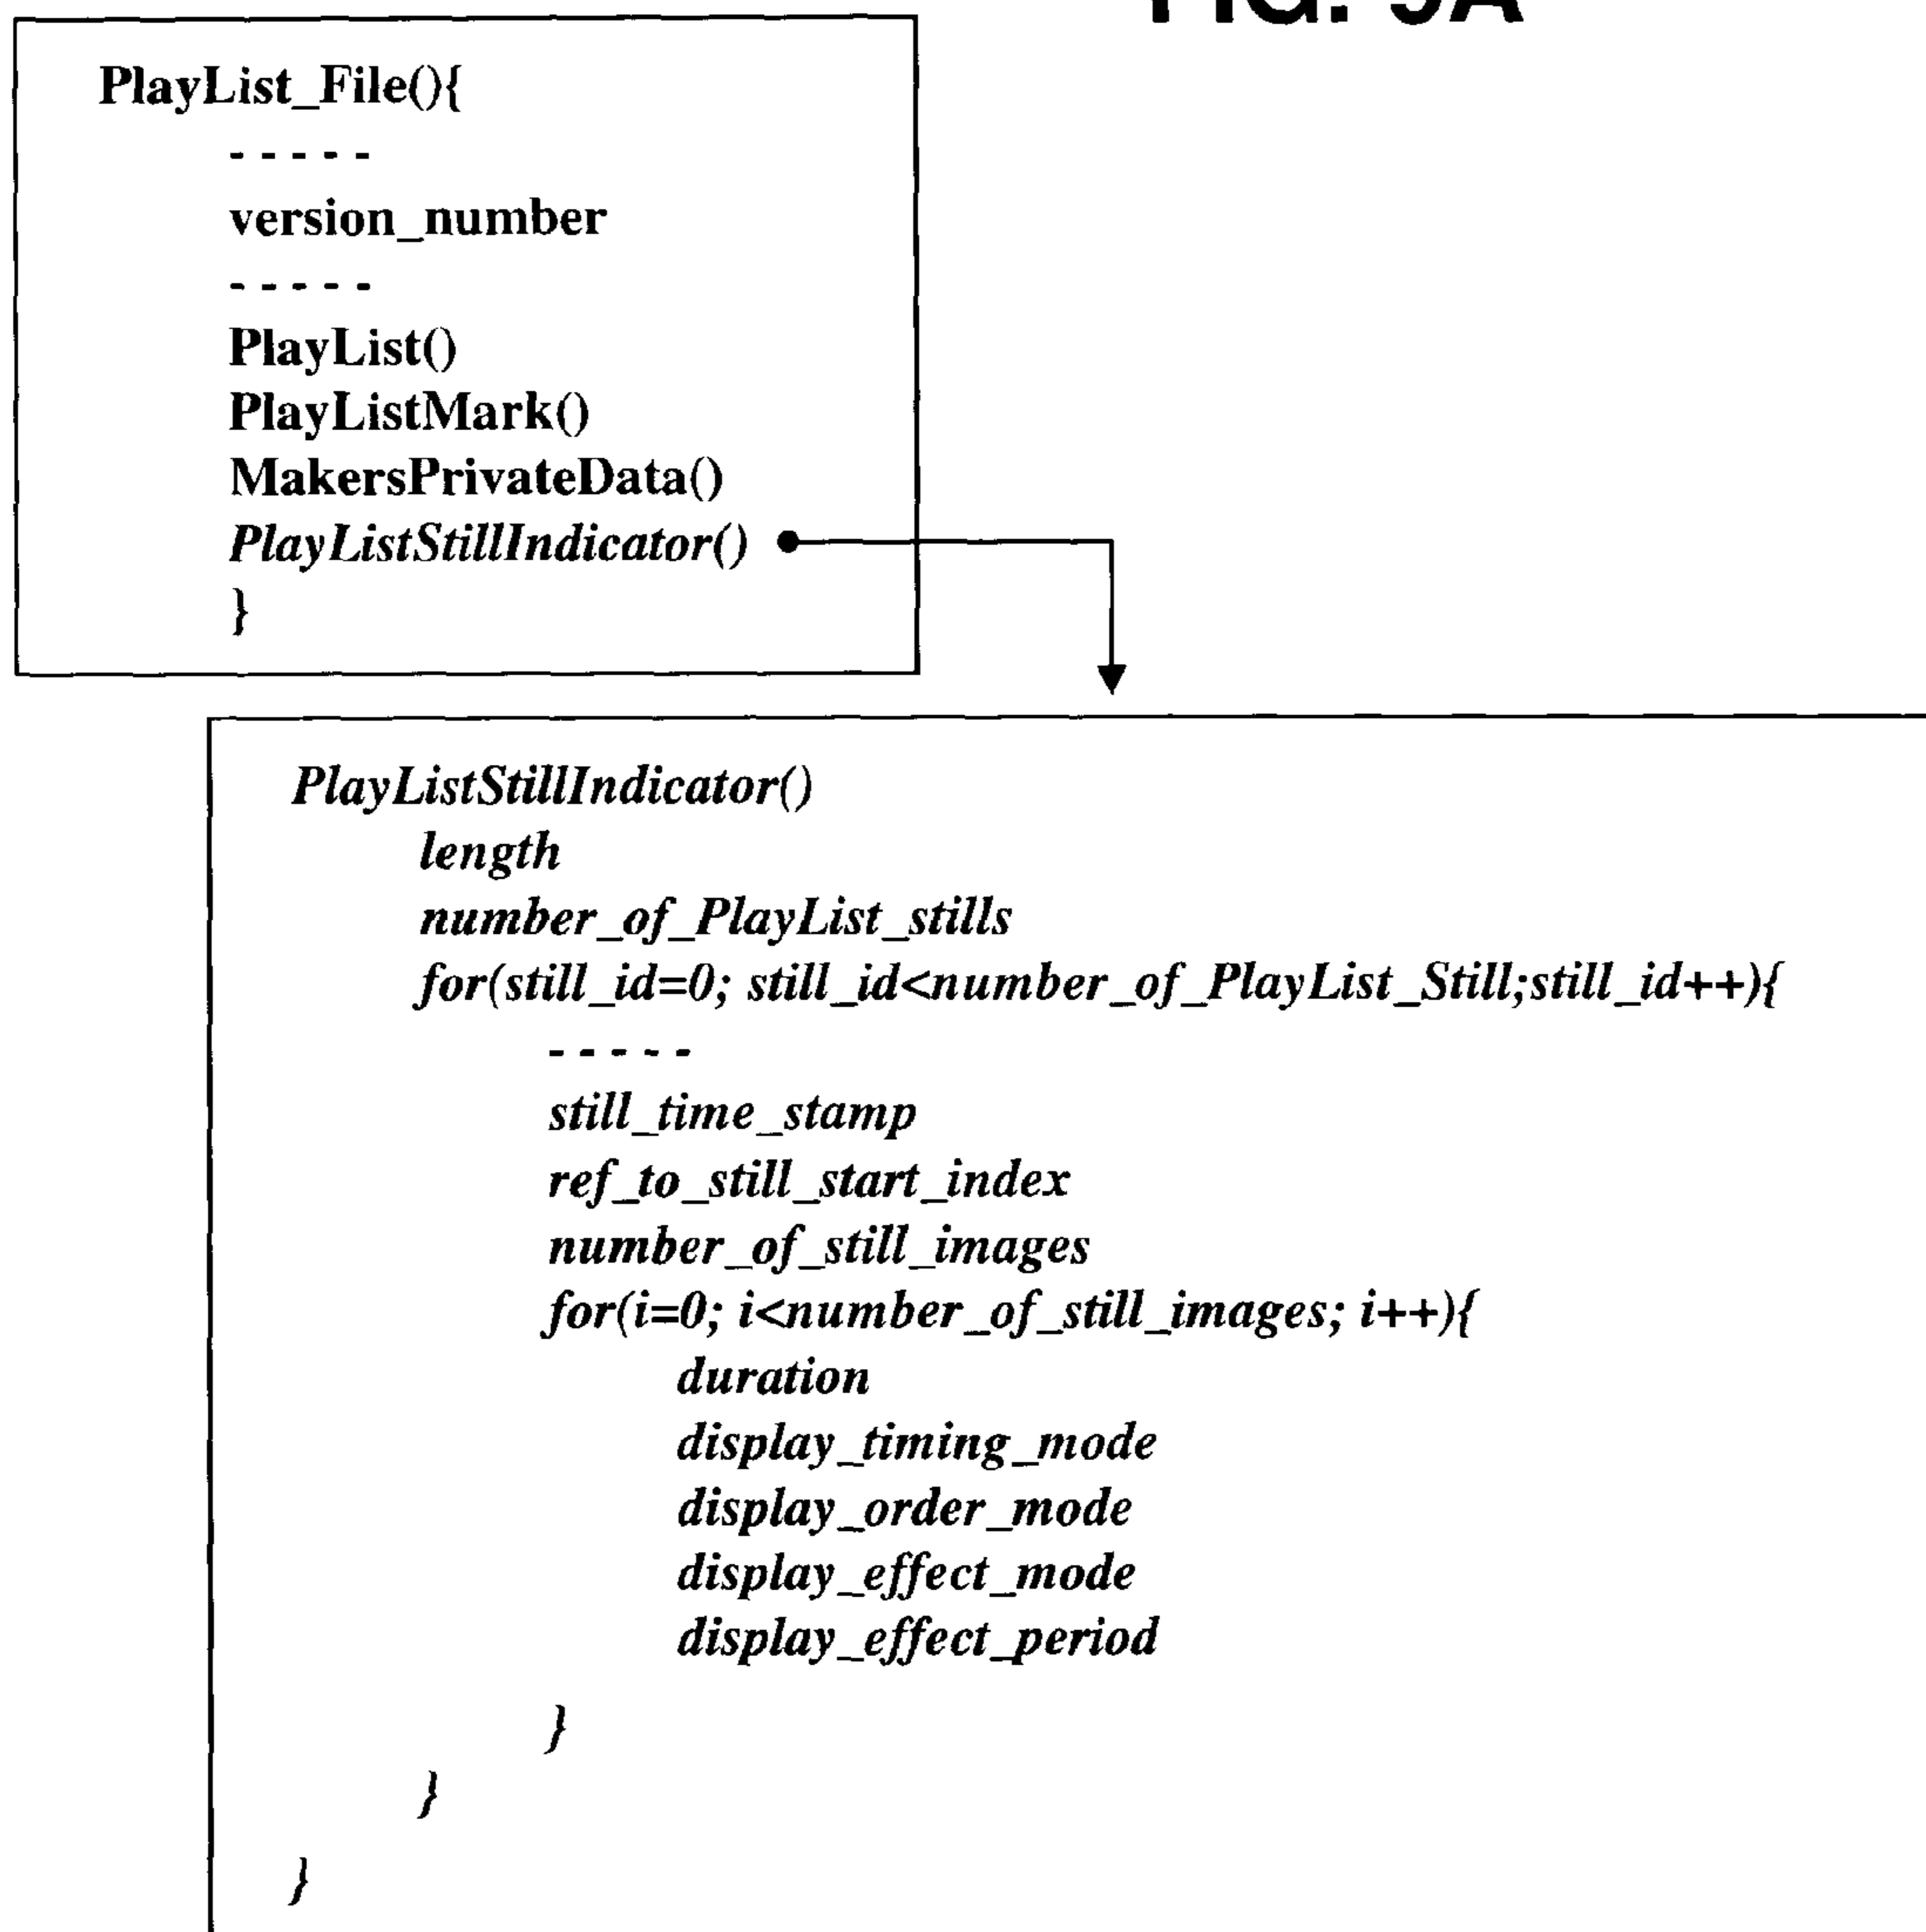 PlayList_File(){
-----
version_number
-----
PlayList()
PlayListMark()
MakersPrivateData()
PlayListStillIndicator()
}
PlayListStillIndicator()
length
number_of_PlayList_stills
for(still_id=0; still_id<number_of_PlayList_Still;still_id++){
-----
still_time_stamp
ref_to_still_start_index
number_of_still_images
for(i=0; i<number_of_still_images; i++){
duration
display_timing_mode
display_order_mode
display_effect_mode
display_effect_period
}
}
}